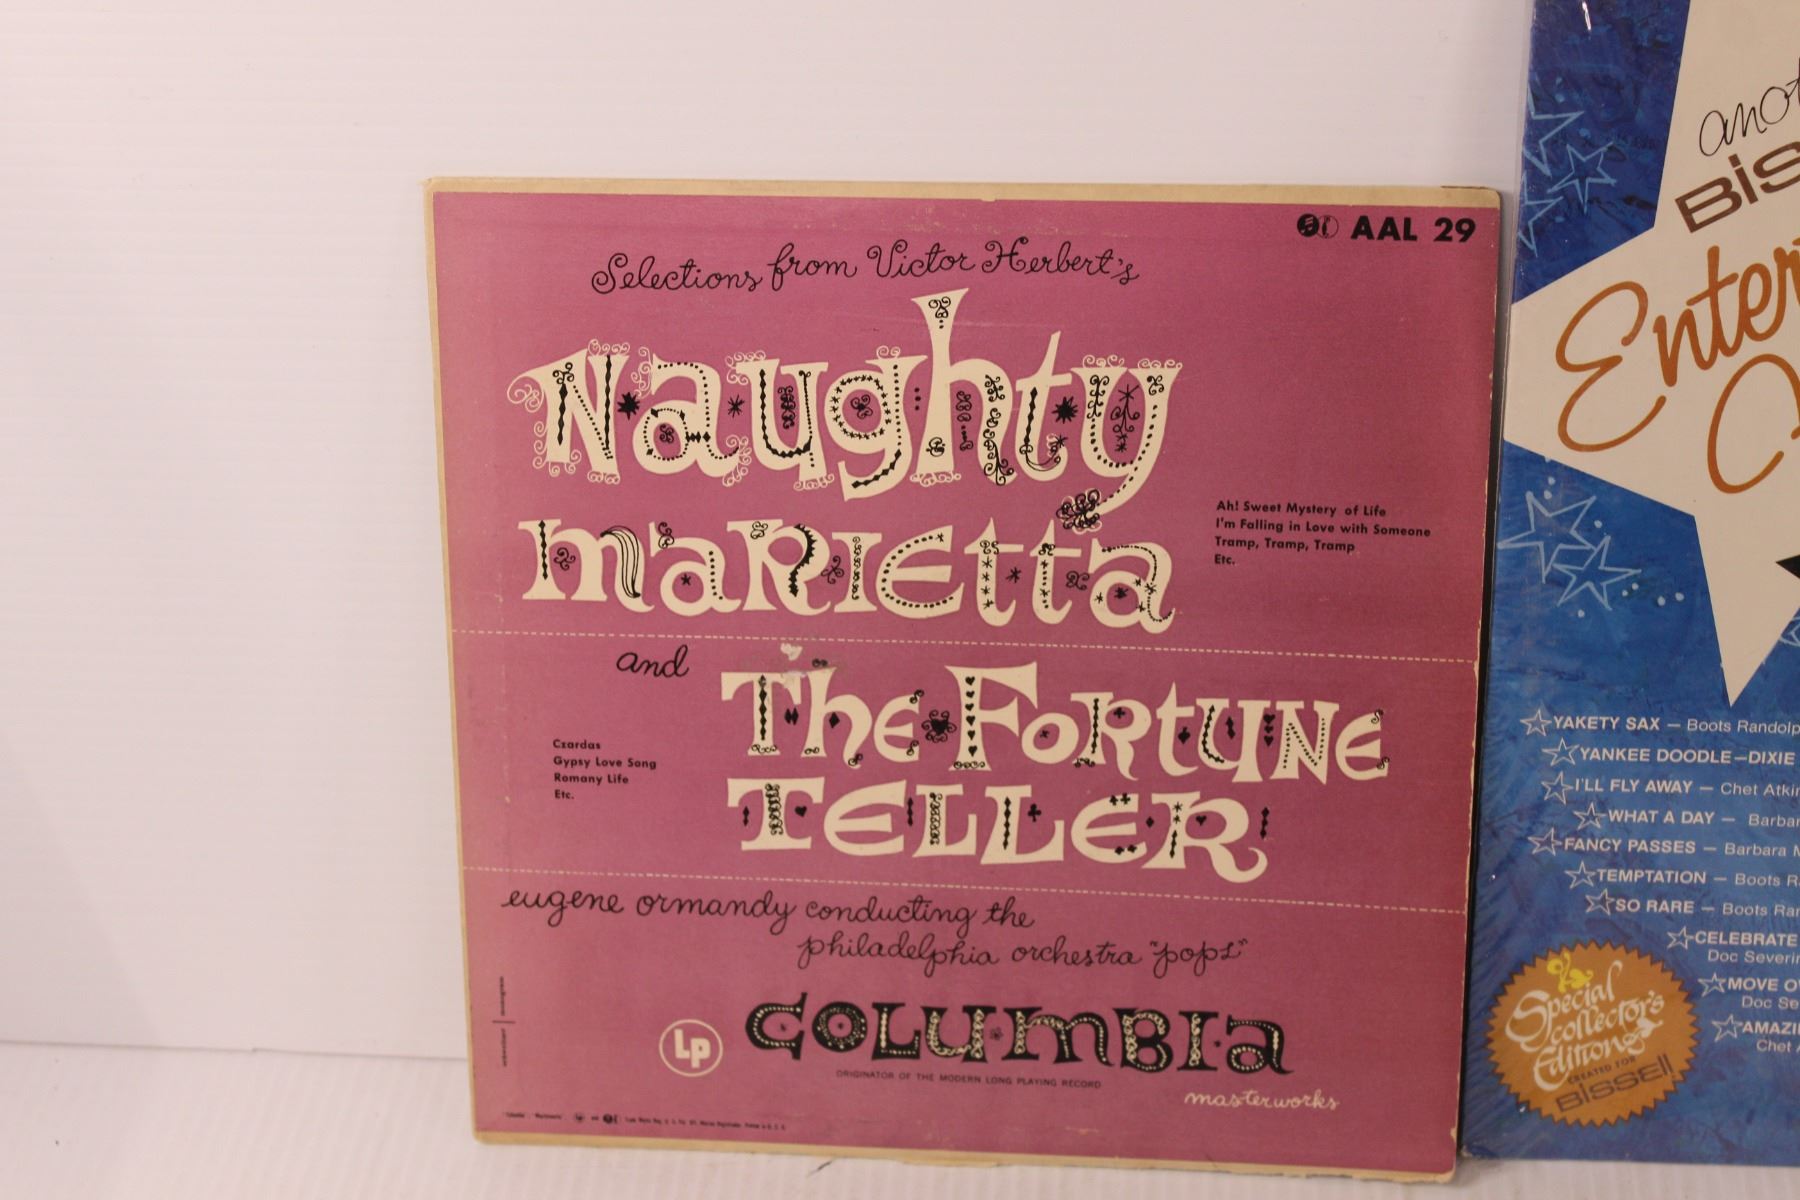 AAL 29
Selections from Victor Herbert's
Naughty
Marietta
Ah! Sweet Mystery of Life
I'm Falling in Love with Someone
Tramp, Tramp, Tramp
Etc.
and
The Fortune
Teller
Czardas
Gypsy Love Song
Romany Life
Etc.
eugene ormandy conducting the
philadelphia orchestra "pops"
Lp
COLUMBIA
ORIGINATOR OF THE MODERN LONG PLAYING RECORD
masterworks
YAKETY SAX — Boots Randolp
YANKEE DOODLE—DIXIE
I'LL FLY AWAY — Chet Atkin
WHAT A DAY — Barbar
FANCY PASSES — Barbara M
TEMPTATION — Boots Ra
SO RARE — Boots Ran
CELEBRATE
Doc Severin
MOVE OV
Doc Se
AMAZIN
Chet A
Special
collector's
Edition
CREATED FOR
BISSELL